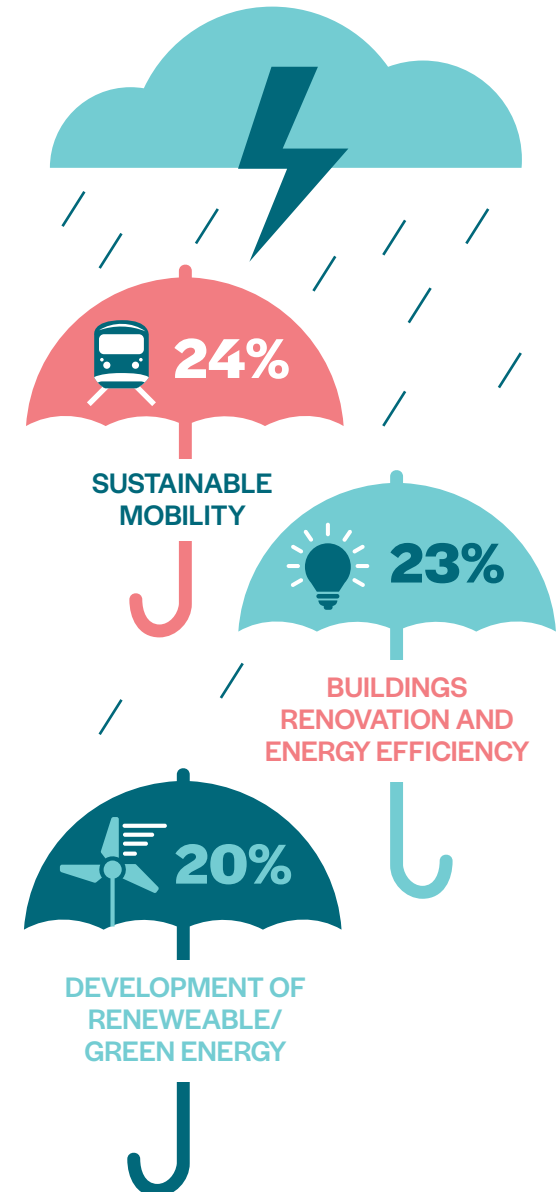 24%
SUSTAINABLE
MOBILITY
23%
BUILDINGS
RENOVATION AND
ENERGY EFFICIENCY
20%
DEVELOPMENT OF
RENEWEABLE/
GREEN ENERGY